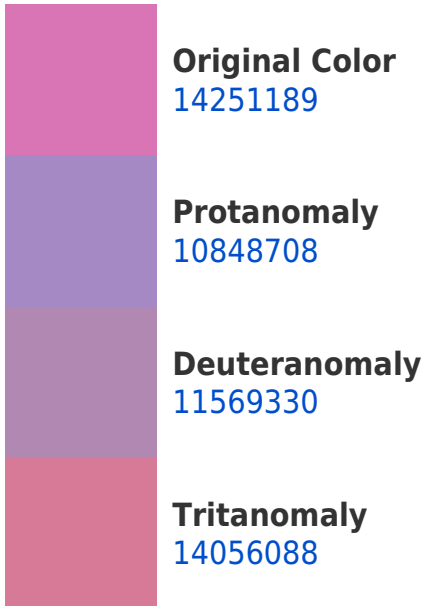 Original Color
14251189
Protanomaly
10848708
Deuteranomaly
11569330
Tritanomaly
14056088